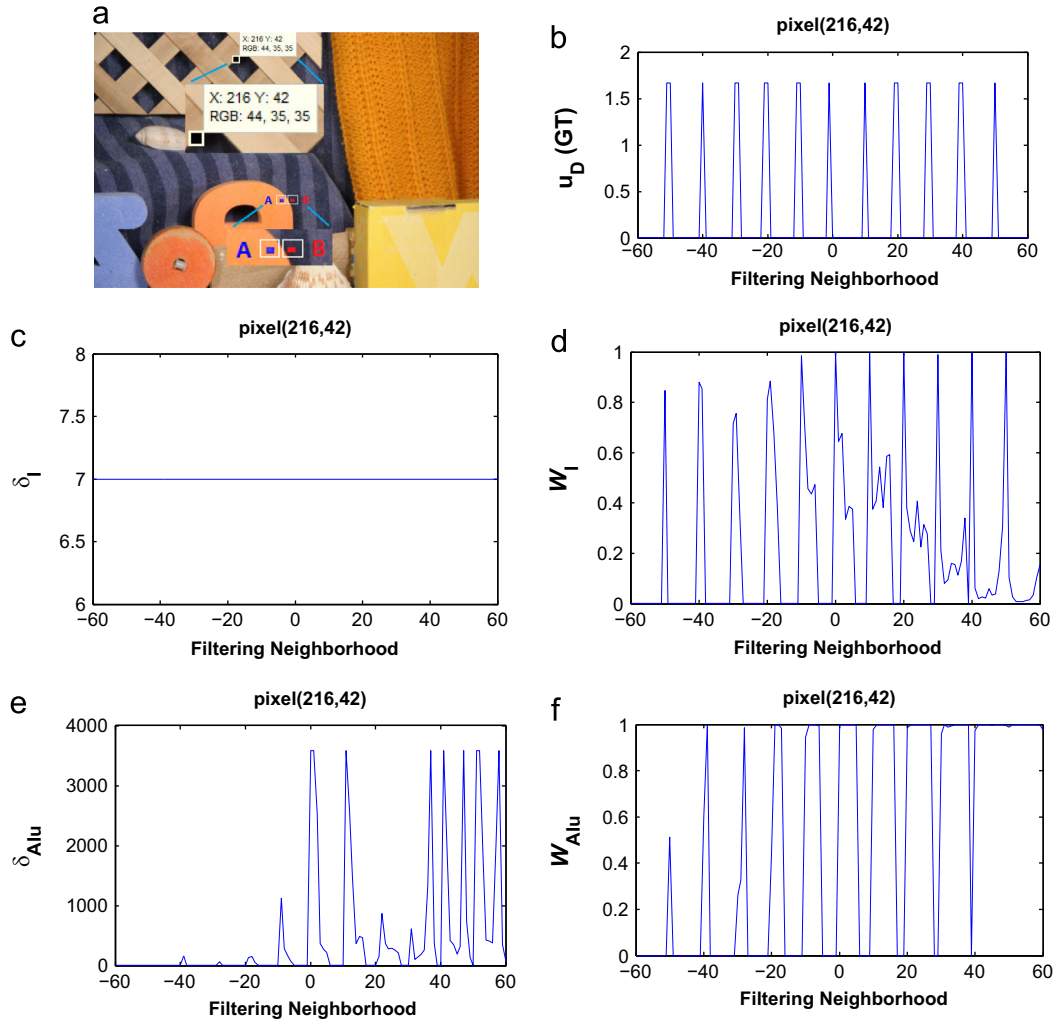 a
X: 216 Y: 42
RGB: 44, 35, 35
X: 216 Y: 42
RGB: 44, 35, 35
A B
A B
b
pixel(216,42)
u_D (GT)
2
1.5
1
0.5
0
−60 −40 −20 0 20 40 60
Filtering Neighborhood
c
pixel(216,42)
δ_I
8
7.5
7
6.5
6
−60 −40 −20 0 20 40 60
Filtering Neighborhood
d
pixel(216,42)
W_I
1
0.8
0.6
0.4
0.2
0
−60 −40 −20 0 20 40 60
Filtering Neighborhood
e
pixel(216,42)
δ_Alu
4000
3000
2000
1000
0
−60 −40 −20 0 20 40 60
Filtering Neighborhood
f
pixel(216,42)
W_Alu
1
0.8
0.6
0.4
0.2
0
−60 −40 −20 0 20 40 60
Filtering Neighborhood